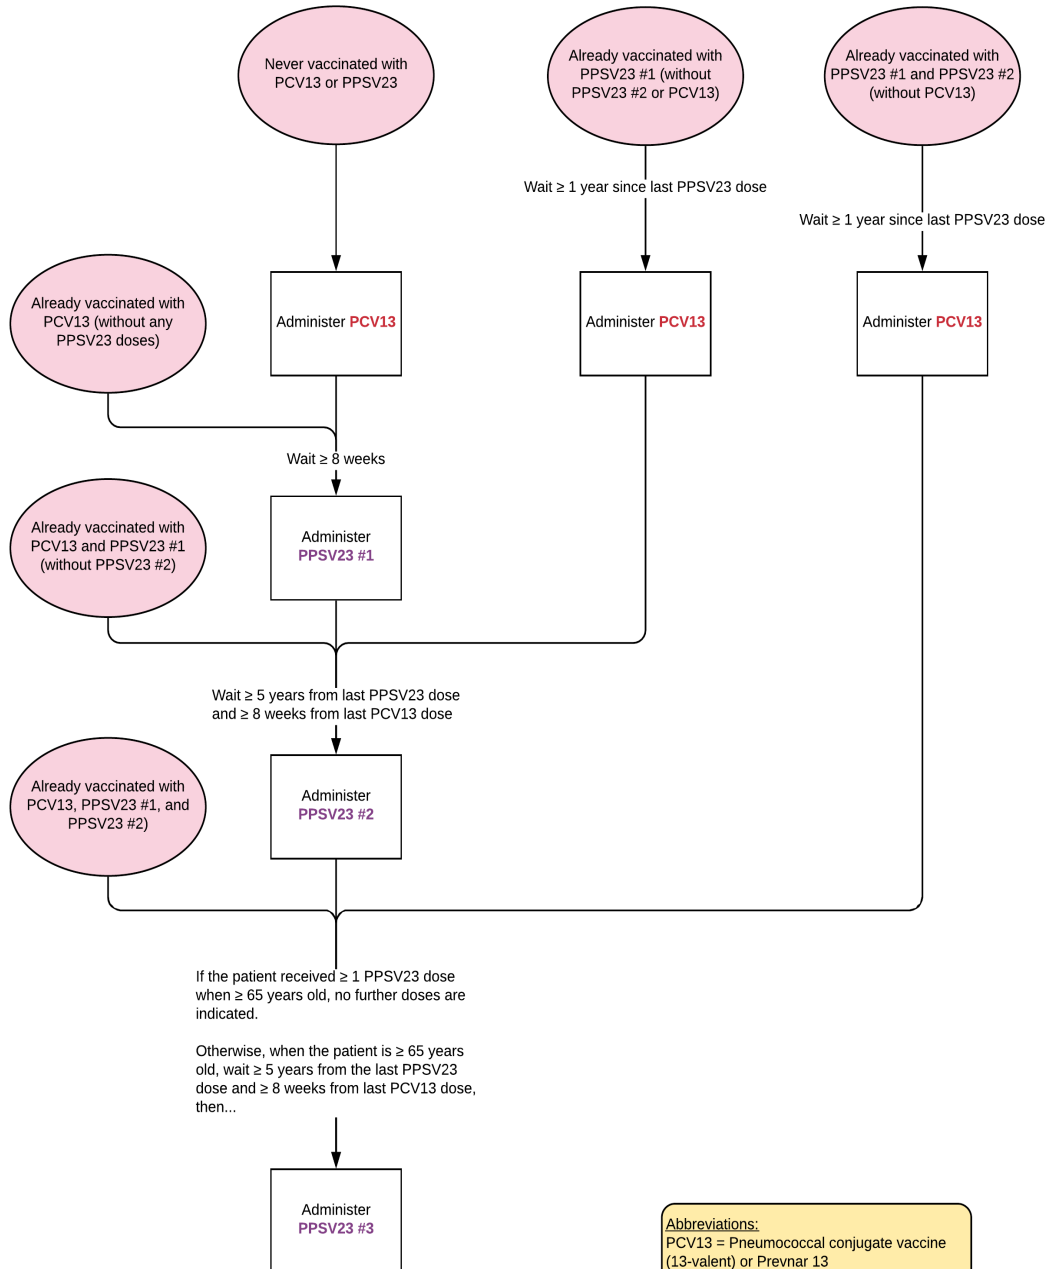 Never vaccinated with
PCV13 or PPSV23
Already vaccinated with
PPSV23 #1 (without
PPSV23 #2 or PCV13)
Already vaccinated with
PPSV23 #1 and PPSV23 #2
(without PCV13)
Wait ≥ 1 year since last PPSV23 dose
Wait ≥ 1 year since last PPSV23 dose
Already vaccinated with
PCV13 (without any
PPSV23 doses)
Administer PCV13
Administer PCV13
Administer PCV13
Wait ≥ 8 weeks
Already vaccinated with
PCV13 and PPSV23 #1
(without PPSV23 #2)
Administer
PPSV23 #1
Wait ≥ 5 years from last PPSV23 dose
and ≥ 8 weeks from last PCV13 dose
Already vaccinated with
PCV13, PPSV23 #1, and
PPSV23 #2)
Administer
PPSV23 #2
If the patient received ≥ 1 PPSV23 dose
when ≥ 65 years old, no further doses are
indicated.
Otherwise, when the patient is ≥ 65 years
old, wait ≥ 5 years from the last PPSV23
dose and ≥ 8 weeks from last PCV13 dose,
then...
Administer
PPSV23 #3
Abbreviations:
PCV13 = Pneumococcal conjugate vaccine
(13-valent) or Prevnar 13